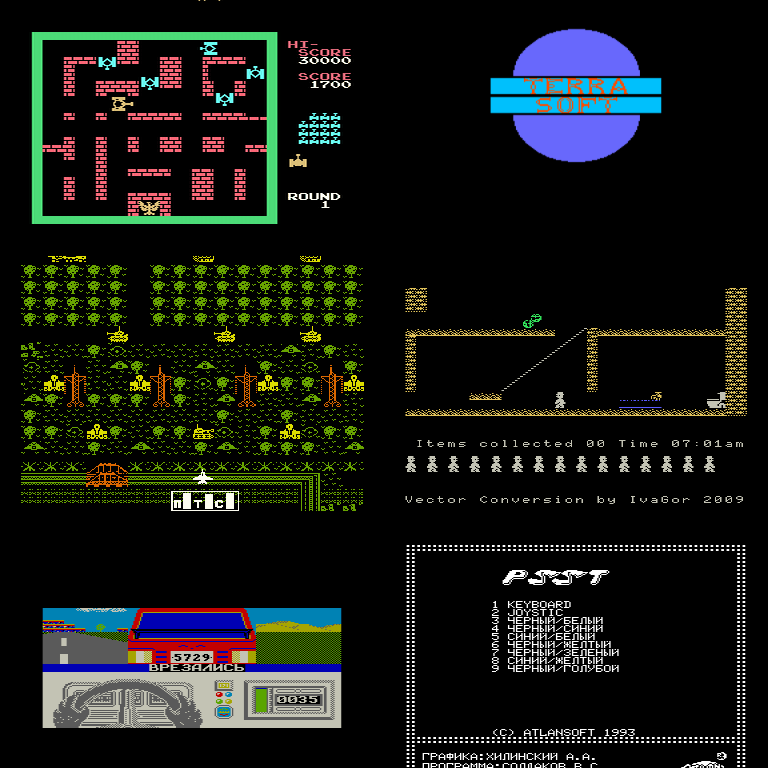 HI-
SCORE
30000
SCORE
1700
ROUND
1
TERRA
SOFT
П Т С
Items collected 00 Time 07:01am
Vector Conversion by IvaGor 2009
5729
ВРЕЗАЛИСЬ
0035
PSST
1 KEYBOARD
2 JOYSTIC
3 ЧЕРНЫЙ/БЕЛЫЙ
4 ЧЕРНЫЙ/СИНИЙ
5 СИНИЙ/БЕЛЫЙ
6 ЧЕРНЫЙ/ЖЕЛТЫЙ
7 ЧЕРНЫЙ/ЗЕЛЕНЫЙ
8 СИНИЙ/ЖЕЛТЫЙ
9 ЧЕРНЫЙ/ГОЛУБОЙ
(C) ATLANSOFT 1993
ГРАФИКА:ХИЛИНСКИЙ А.А.
ПРОГРАММА:СОЛДАКОВ В.С.